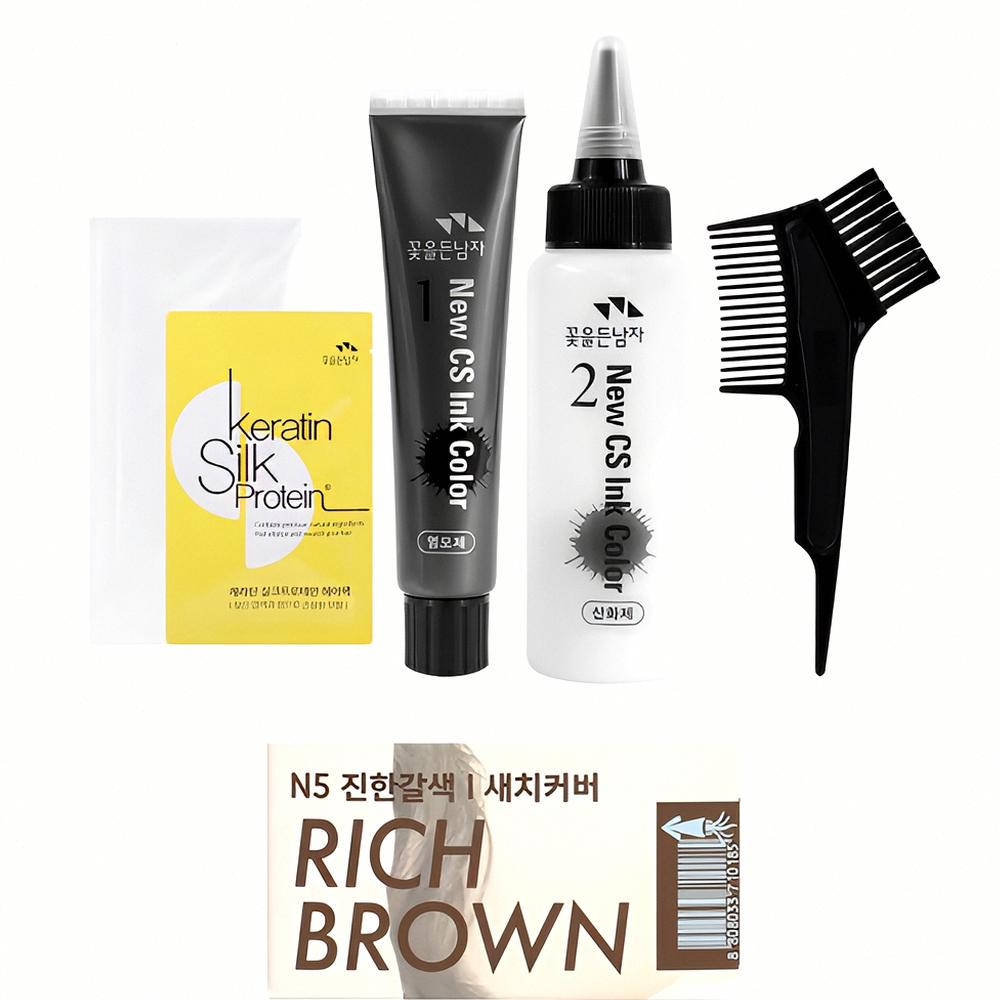 Keratin
Silk
Protein
꽃을든남자
1
New CS Ink Color
염모제
꽃을든남자
2
New CS Ink Color
산화제
N5 진한갈색 | 새치커버
RICH
BROWN